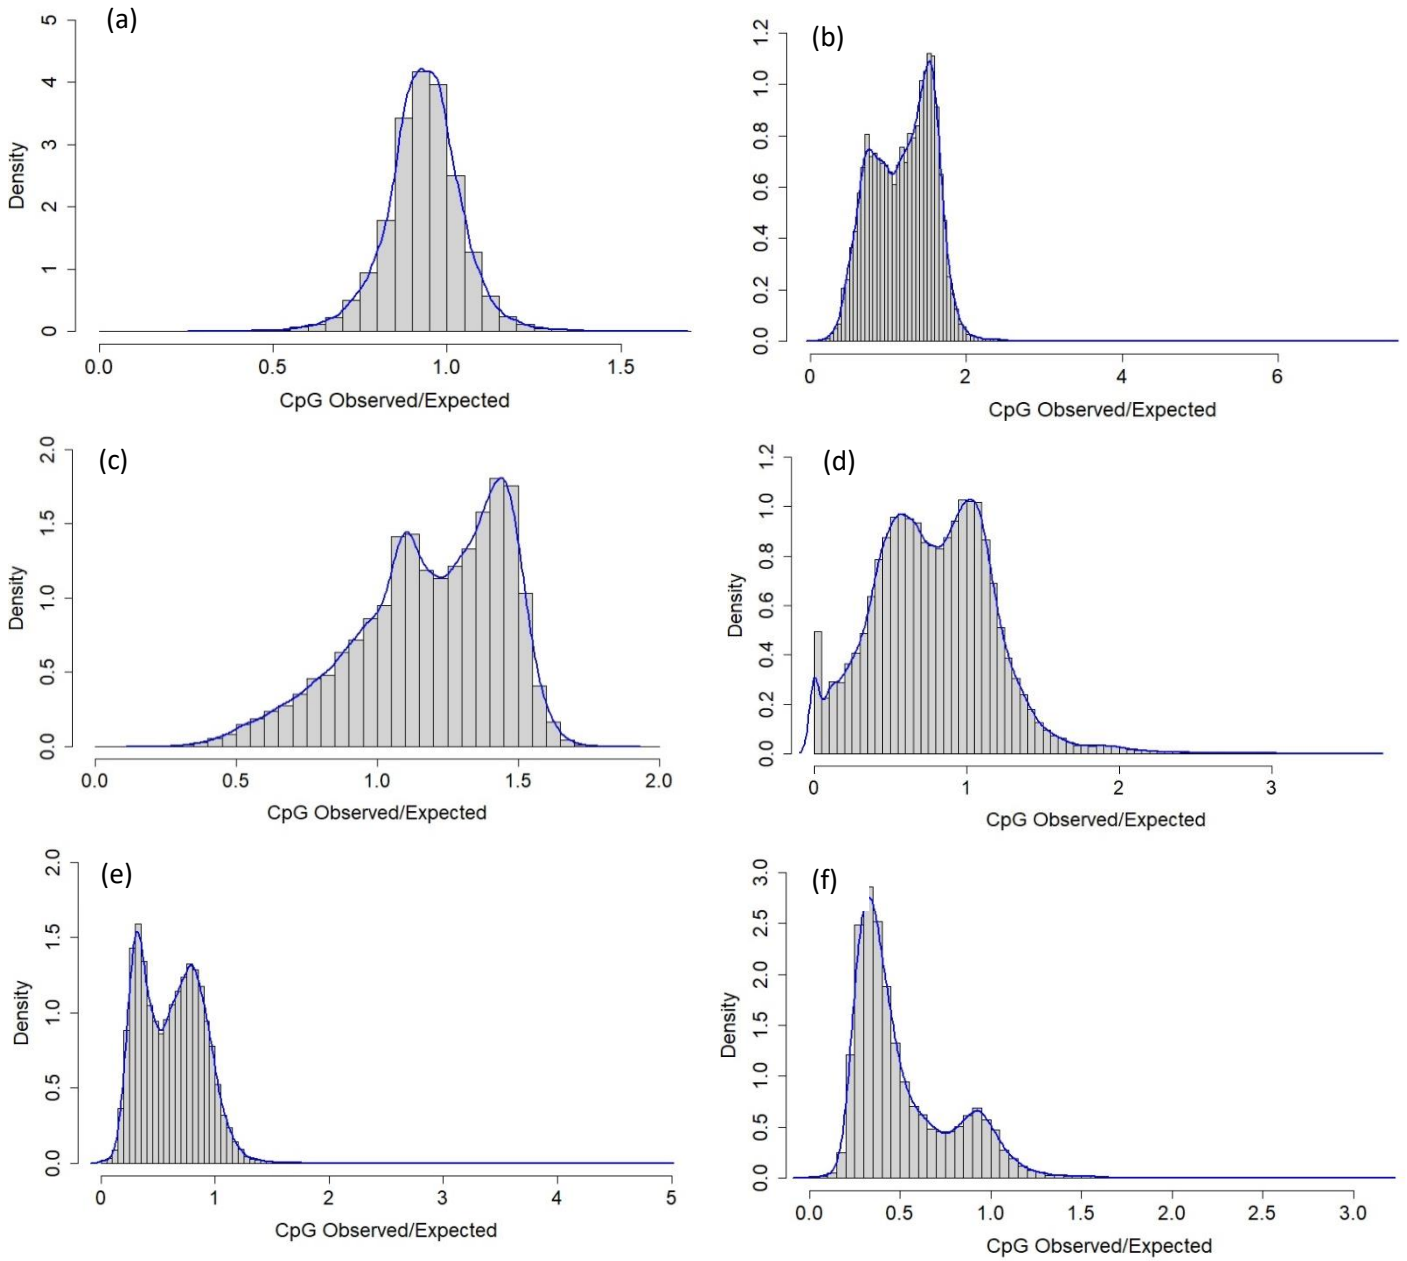 (a)
5
4
3
2
1
0
Density
0.0 0.5 1.0 1.5
CpG Observed/Expected
(b)
1.2
1.0
0.8
0.6
0.4
0.2
0.0
0 2 4 6
CpG Observed/Expected
(c)
2.0
1.5
1.0
0.5
0.0
Density
0.0 0.5 1.0 1.5 2.0
CpG Observed/Expected
(d)
1.2
1.0
0.8
0.6
0.4
0.2
0.0
Density
0 1 2 3
CpG Observed/Expected
(e)
2.0
1.5
1.0
0.5
0.0
Density
0 1 2 3 4 5
CpG Observed/Expected
(f)
3.0
2.5
2.0
1.5
1.0
0.5
0.0
Density
0.0 0.5 1.0 1.5 2.0 2.5 3.0
CpG Observed/Expected